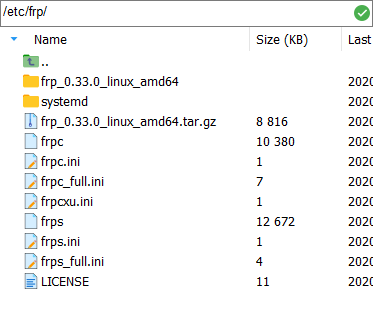 /etc/frp/
Name Size (KB) Last
..
frp_0.33.0_linux_amd64 2020
systemd 2020
frp_0.33.0_linux_amd64.tar.gz 8 816 2020
frpc 10 380 2020
frpc.ini 1 2020
frpc_full.ini 7 2020
frpcxu.ini 1 2020
frps 12 672 2020
frps.ini 1 2020
frps_full.ini 4 2020
LICENSE 11 2020